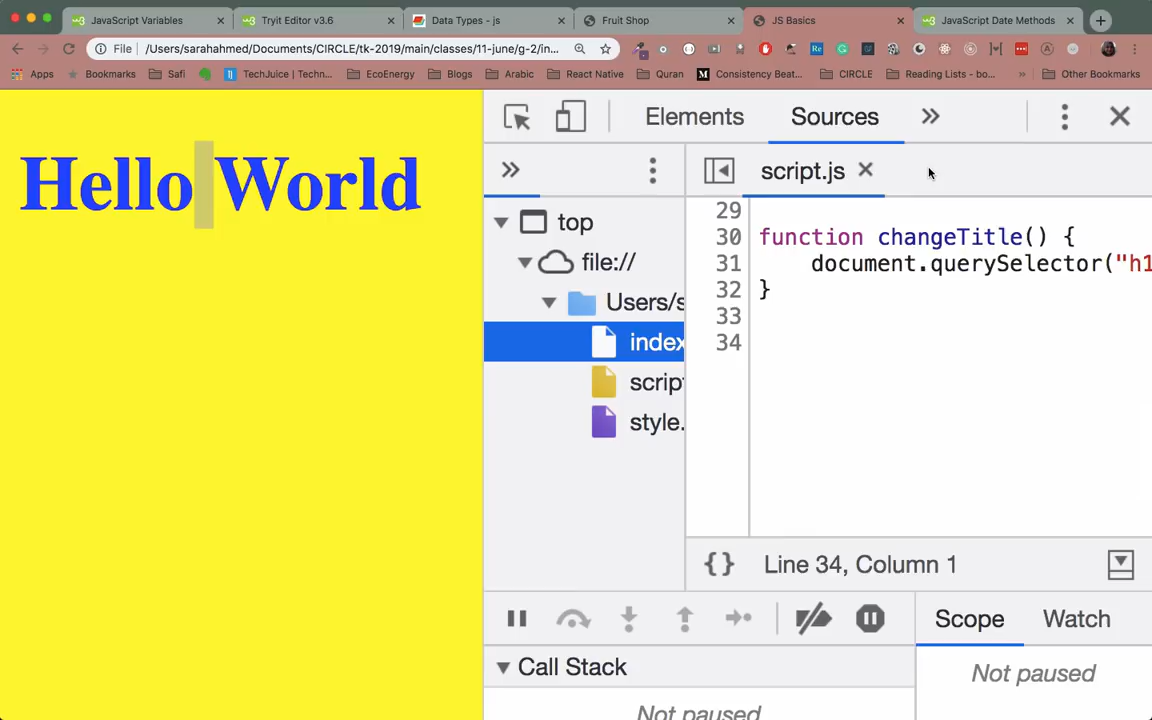 JavaScript Variables
Tryit Editor v3.6
Data Types - js
Fruit Shop
JS Basics
JavaScript Date Methods
File
/Users/sarahahmed/Documents/CIRCLE/tk-2019/main/classes/11-june/g-2/in...
Apps
Bookmarks
Safi
TechJuice | Techn...
EcoEnergy
Blogs
Arabic
React Native
Quran
Consistency Beat...
CIRCLE
Reading Lists - bo...
Other Bookmarks
Hello World
Elements
Sources
script.js
top
file://
Users/s
index
script
style.
29
30 function changeTitle() {
31 document.querySelector("h1
32 }
33
34
{} Line 34, Column 1
Scope
Watch
Call Stack
Not paused
Not paused